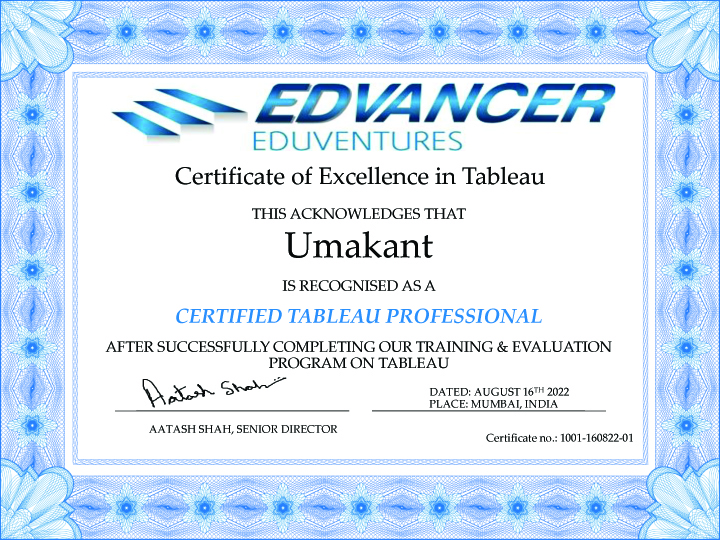 EDVANCER
EDUVENTURES
Certificate of Excellence in Tableau
THIS ACKNOWLEDGES THAT
Umakant
IS RECOGNISED AS A
CERTIFIED TABLEAU PROFESSIONAL
AFTER SUCCESSFULLY COMPLETING OUR TRAINING & EVALUATION
PROGRAM ON TABLEAU
Aatash Shah
DATED: AUGUST 16TH 2022
PLACE: MUMBAI, INDIA
AATASH SHAH, SENIOR DIRECTOR
Certificate no.: 1001-160822-01